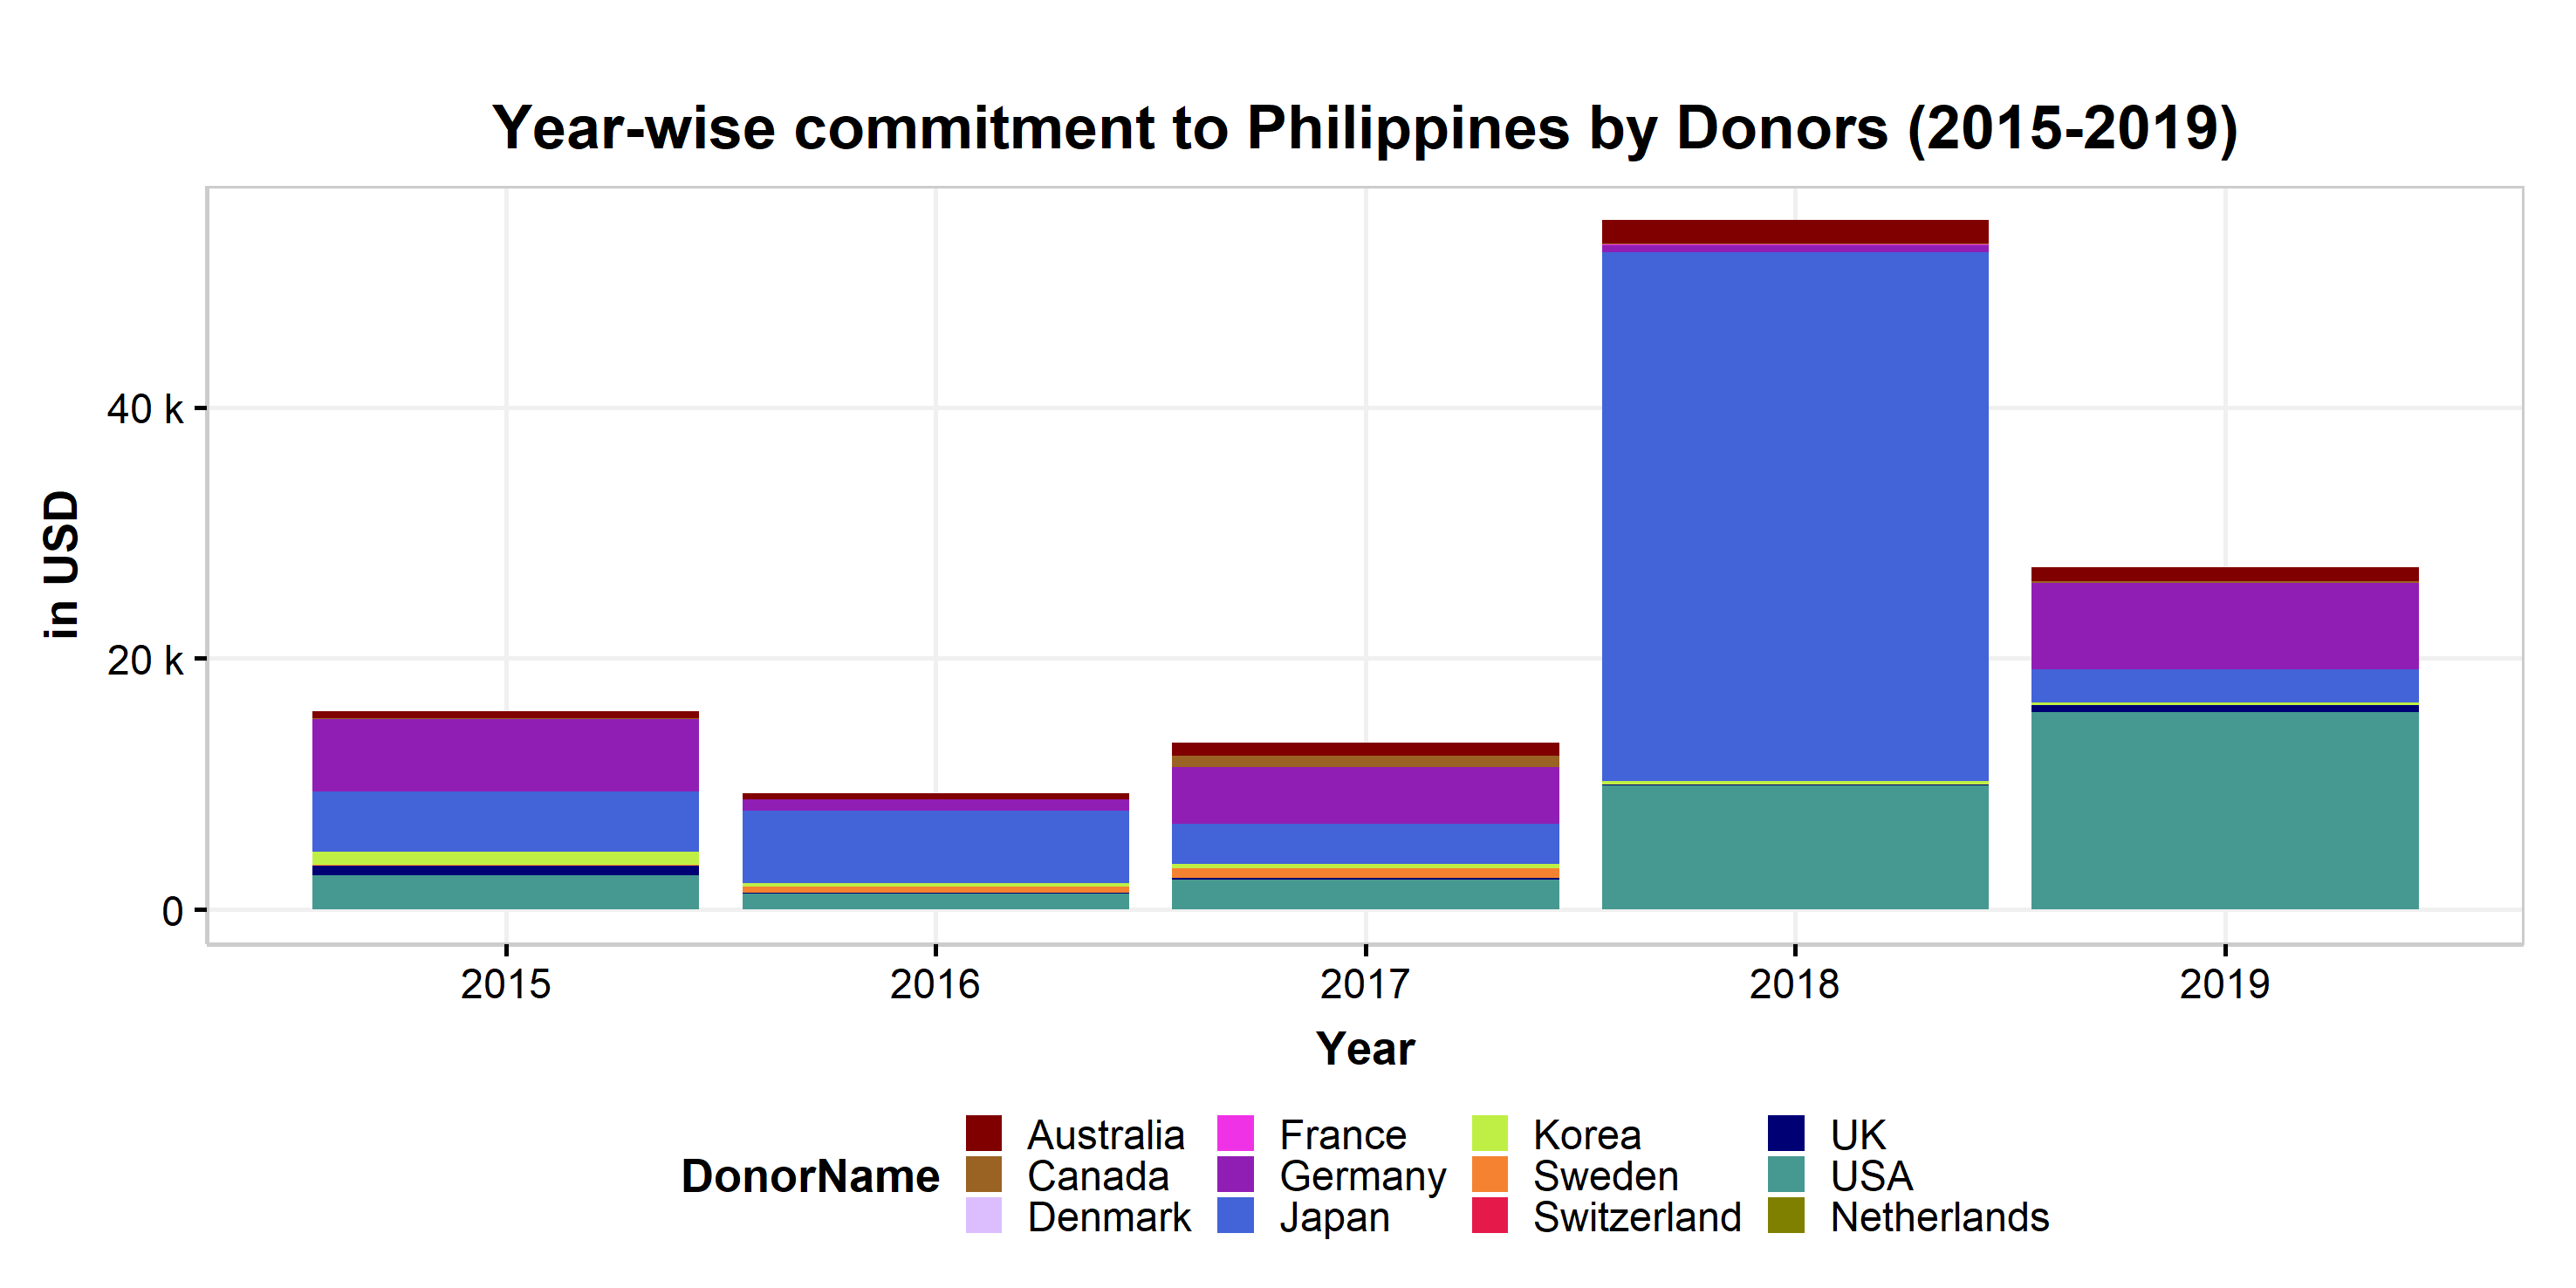 Year-wise commitment to Philippines by Donors (2015-2019)
in USD
40 k
20 k
0
2015 2016 2017 2018 2019
Year
DonorName
Australia France Korea UK
Canada Germany Sweden USA
Denmark Japan Switzerland Netherlands